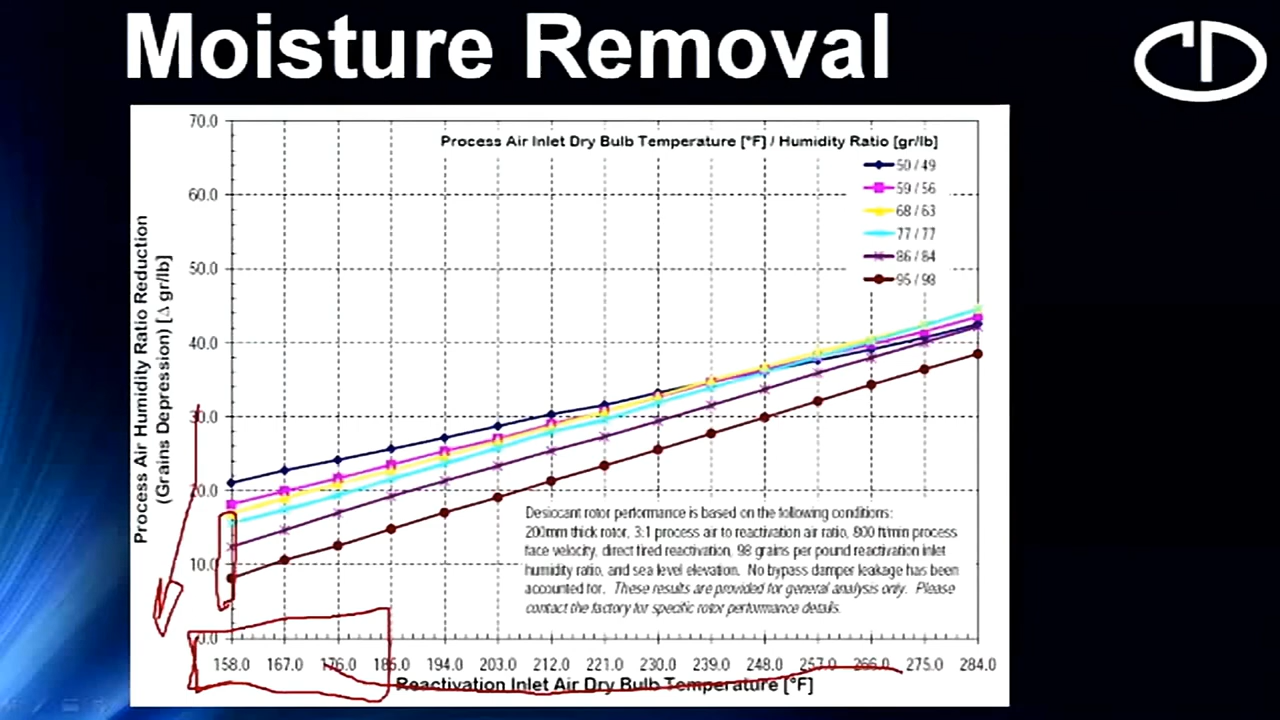 Moisture Removal
70.0
60.0
50.0
40.0
30.0
20.0
10.0
0.0
Process Air Humidity Ratio Reduction
(Grains Depression) [Δ gr/lb]
Process Air Inlet Dry Bulb Temperature [°F] / Humidity Ratio [gr/lb]
50 / 49
59 / 56
68 / 63
77 / 77
86 / 84
95 / 98
Desiccant rotor performance is based on the following conditions:
200mm thick rotor, 3:1 process air to reactivation air ratio, 800 ft/min process
face velocity, direct fired reactivation, 98 grains per pound reactivation inlet
humidity ratio, and sea level elevation. No bypass damper leakage has been
accounted for. These results are provided for general analysis only. Please
contact the factory for specific rotor performance details.
158.0 167.0 176.0 185.0 194.0 203.0 212.0 221.0 230.0 239.0 248.0 257.0 266.0 275.0 284.0
Reactivation Inlet Air Dry Bulb Temperature [°F]